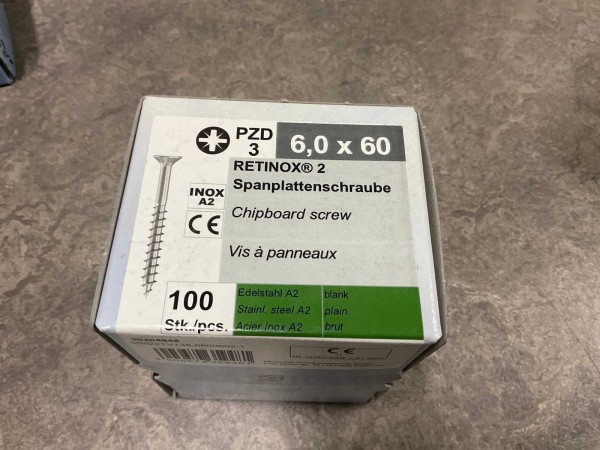 PZD
3
6,0 x 60
RETINOX® 2
Spanplattenschraube
INOX
A2
Chipboard screw
CE
Vis à panneaux
100
Stk./pcs.
Edelstahl A2 blank
Stainl. steel A2 plain
Acier Inox A2 brut
CE